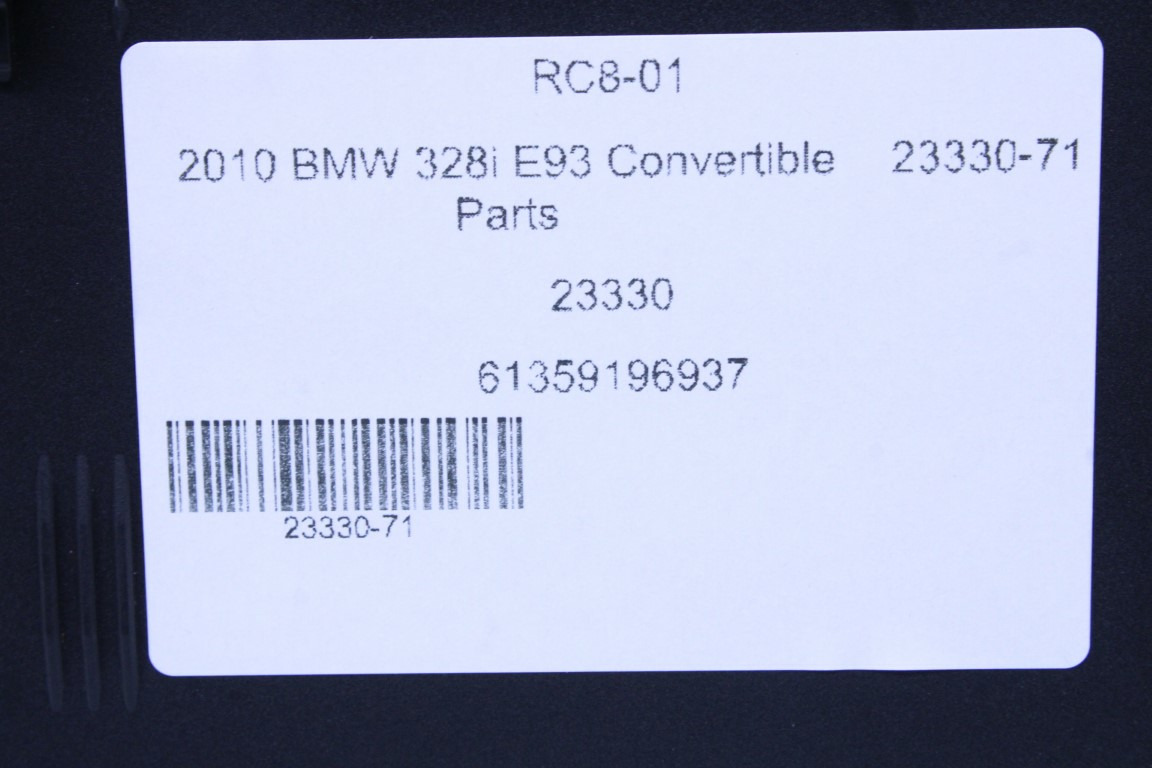 RC8-01
2010 BMW 328i E93 Convertible 23330-71
Parts
23330
61359196937
23330-71